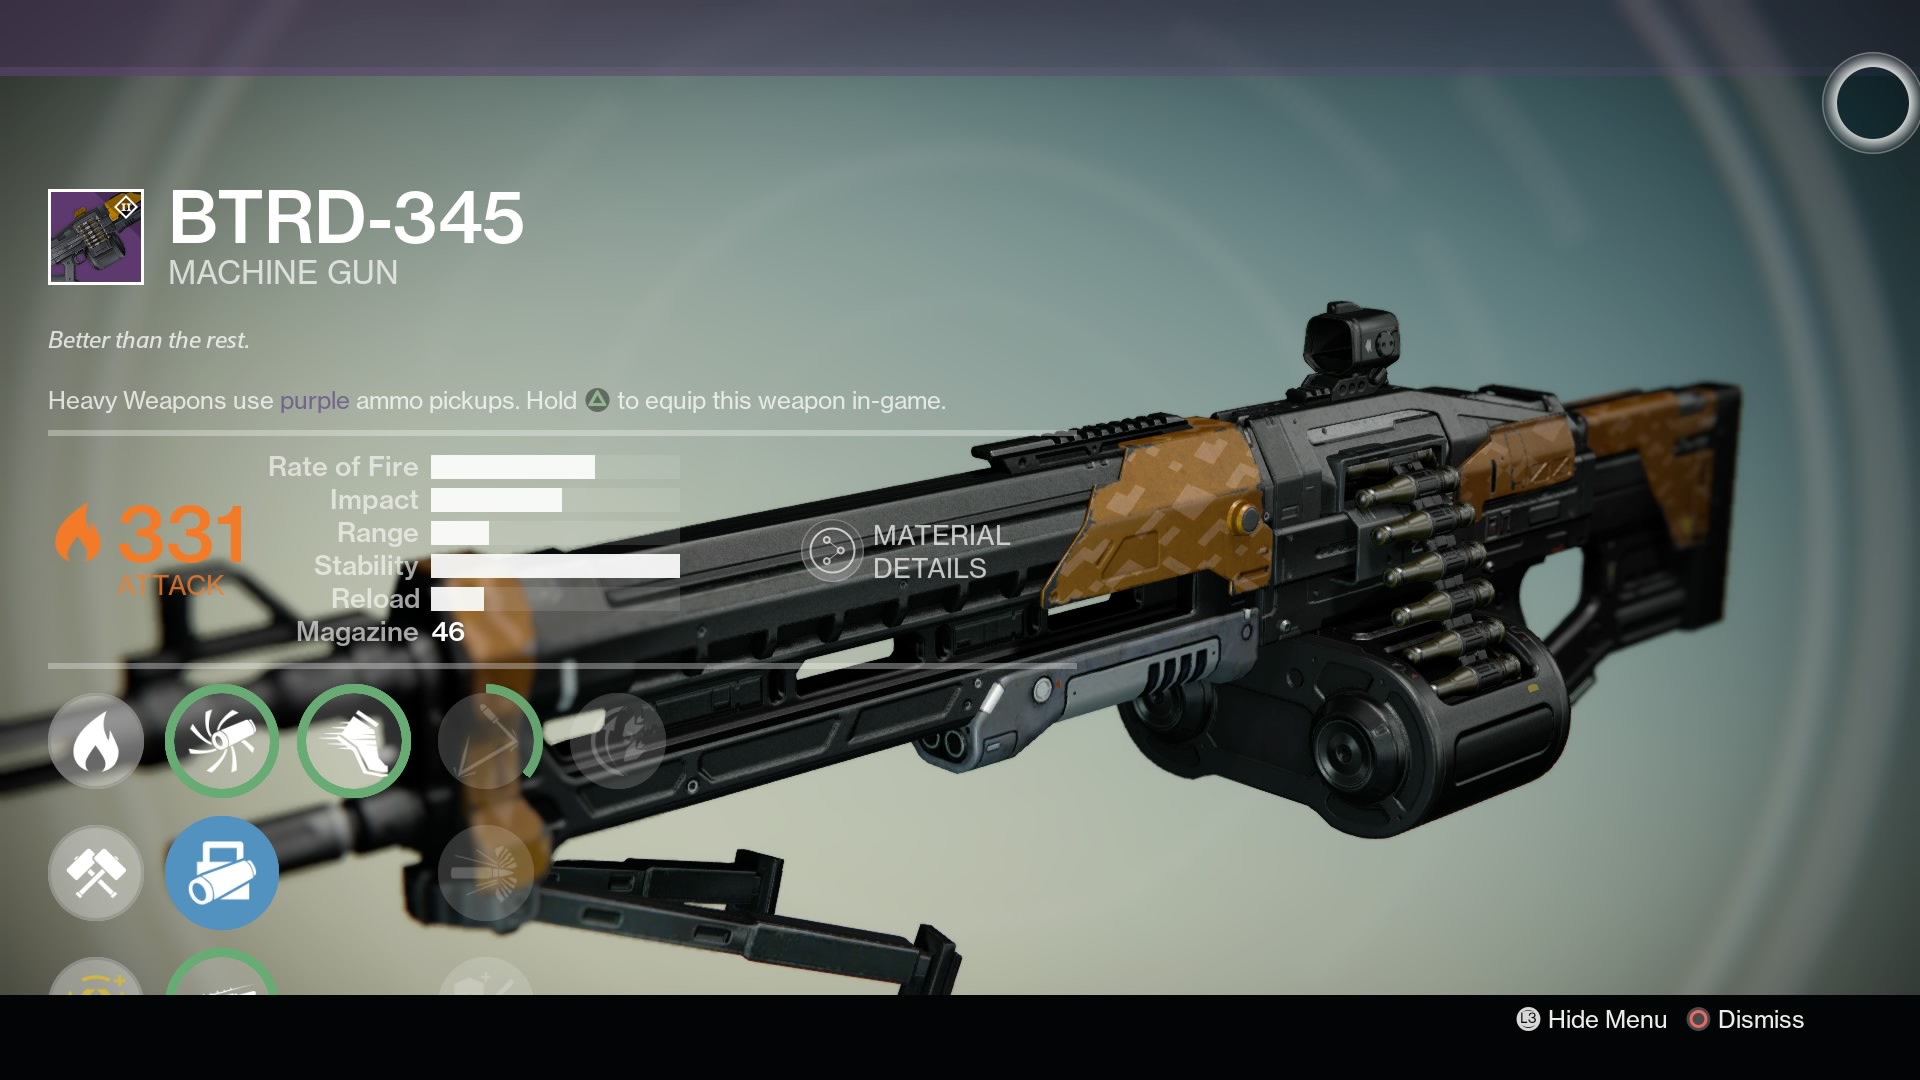 BTRD-345
MACHINE GUN
Better than the rest.
Heavy Weapons use purple ammo pickups. Hold to equip this weapon in-game.
Rate of Fire
Impact
Range
331
ATTACK
Stability
Reload
Magazine 46
MATERIAL
DETAILS
L3 Hide Menu
Dismiss